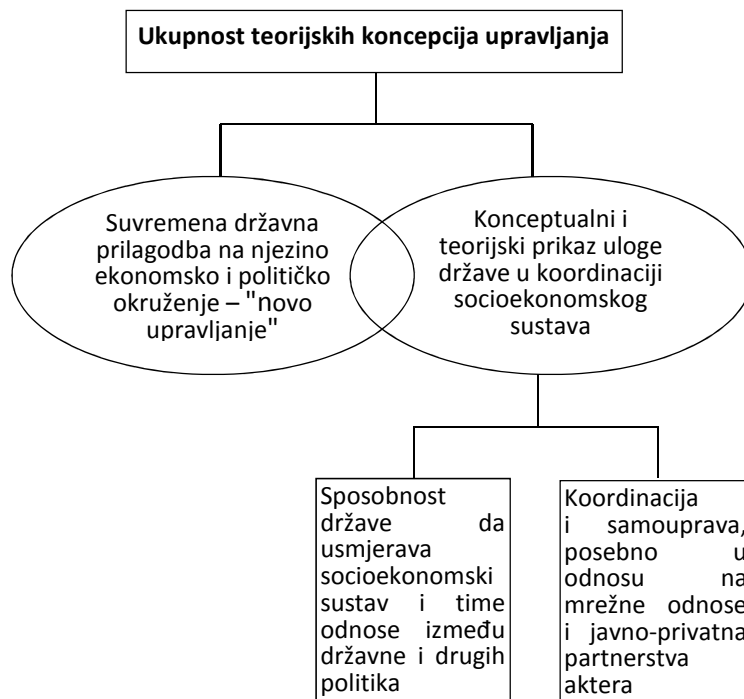 Ukupnost teorijskih koncepcija upravljanja
Suvremena državna
prilagodba na njezino
ekonomsko i političko
okruženje – "novo
upravljanje"
Konceptualni i
teorijski prikaz uloge
države u koordinaciji
socioekonomskog
sustava
Sposobnost
države da
usmjerava
socioekonomski
sustav i time
odnose između
državne i drugih
politika
Koordinacija
i samouprava,
posebno u
odnosu na
mrežne odnose
i javno-privatna
partnerstva
aktera